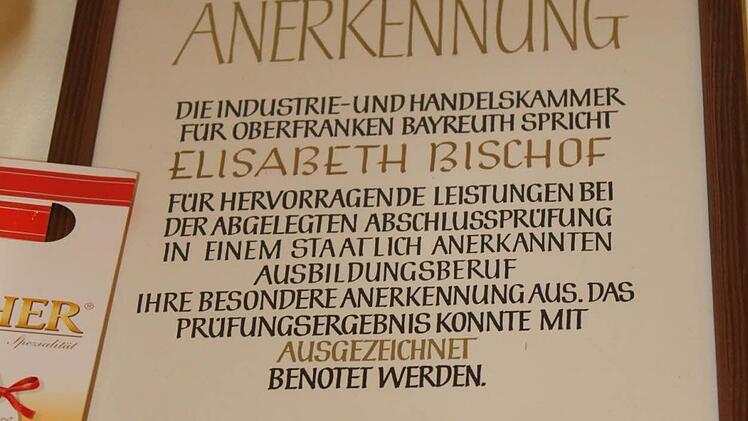 ANERKENNUNG
DIE INDUSTRIE-UND HANDELSKAMMER
FÜR OBERFRANKEN BAYREUTH SPRICHT
ELISABETH BISCHOF
FÜR HERVORRAGENDE LEISTUNGEN BEI
DER ABGELEGTEN ABSCHLUSSPRÜFUNG
IN EINEM STAATLICH ANERKANNTEN
AUSBILDUNGSBERUF
IHRE BESONDERE ANERKENNUNG AUS. DAS
PRÜFUNGSERGEBNIS KONNTE MIT
AUSGEZEICHNET
BENOTET WERDEN.
HER®
Spezialität